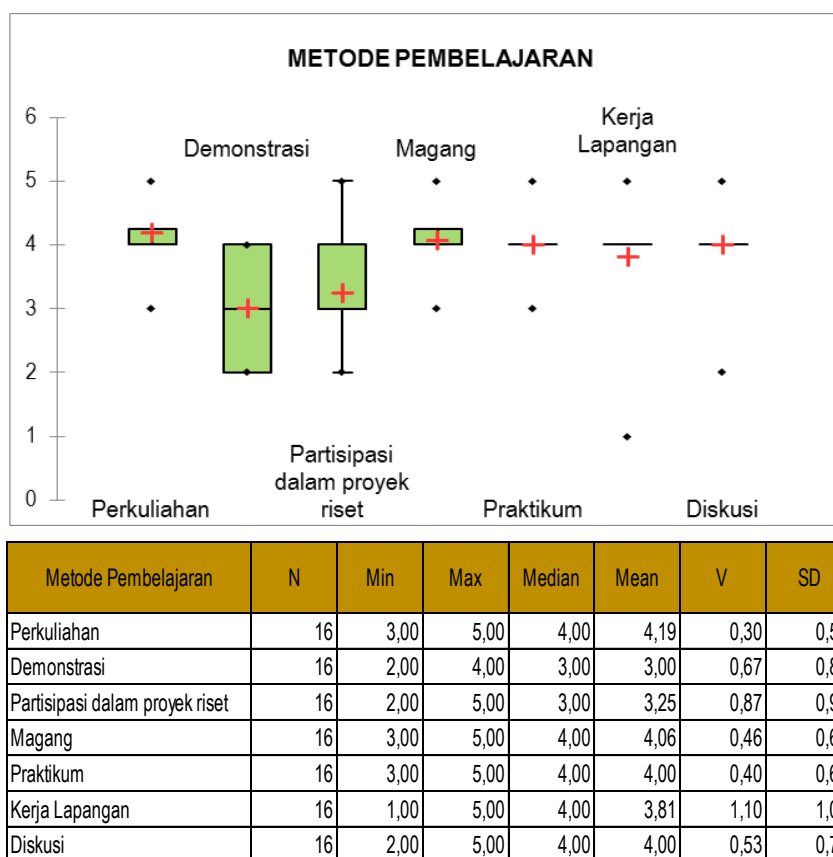 METODE PEMBELAJARAN
6
5
4
3
2
1
0
Demonstrasi
Magang
Kerja
Lapangan
Perkuliahan
Partisipasi
dalam proyek
riset
Praktikum
Diskusi
Metode Pembelajaran N Min Max Median Mean V SD
Perkuliahan 16 3,00 5,00 4,00 4,19 0,30
Demonstrasi 16 2,00 4,00 3,00 3,00 0,67
Partisipasi dalam proyek riset 16 2,00 5,00 3,00 3,25 0,87
Magang 16 3,00 5,00 4,00 4,06 0,46
Praktikum 16 3,00 5,00 4,00 4,00 0,40
Kerja Lapangan 16 1,00 5,00 4,00 3,81 1,10
Diskusi 16 2,00 5,00 4,00 4,00 0,53